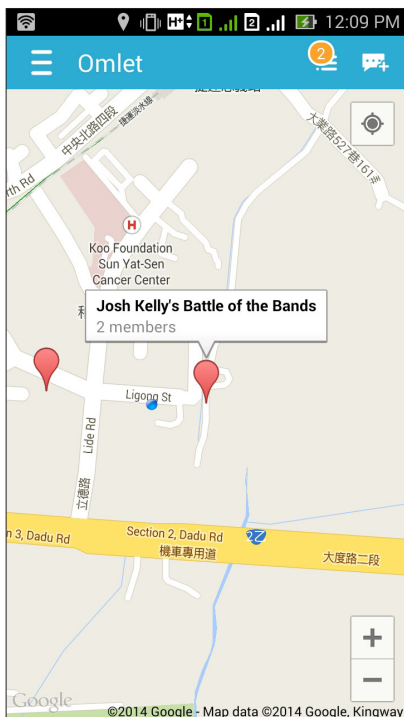 H+ 1 2 12:09 PM
Omlet
2
中央北路四段
捷運淡水線
大業路527巷161弄
rth Rd
H
Koo Foundation
Sun Yat-Sen
Cancer Center
Josh Kelly's Battle of the Bands
2 members
Ligong St
Lide Rd
立德路
n 3, Dadu Rd
Section 2, Dadu Rd
機車專用道
2乙
大度路二段
+
−
Google
©2014 Google - Map data ©2014 Google, Kingway